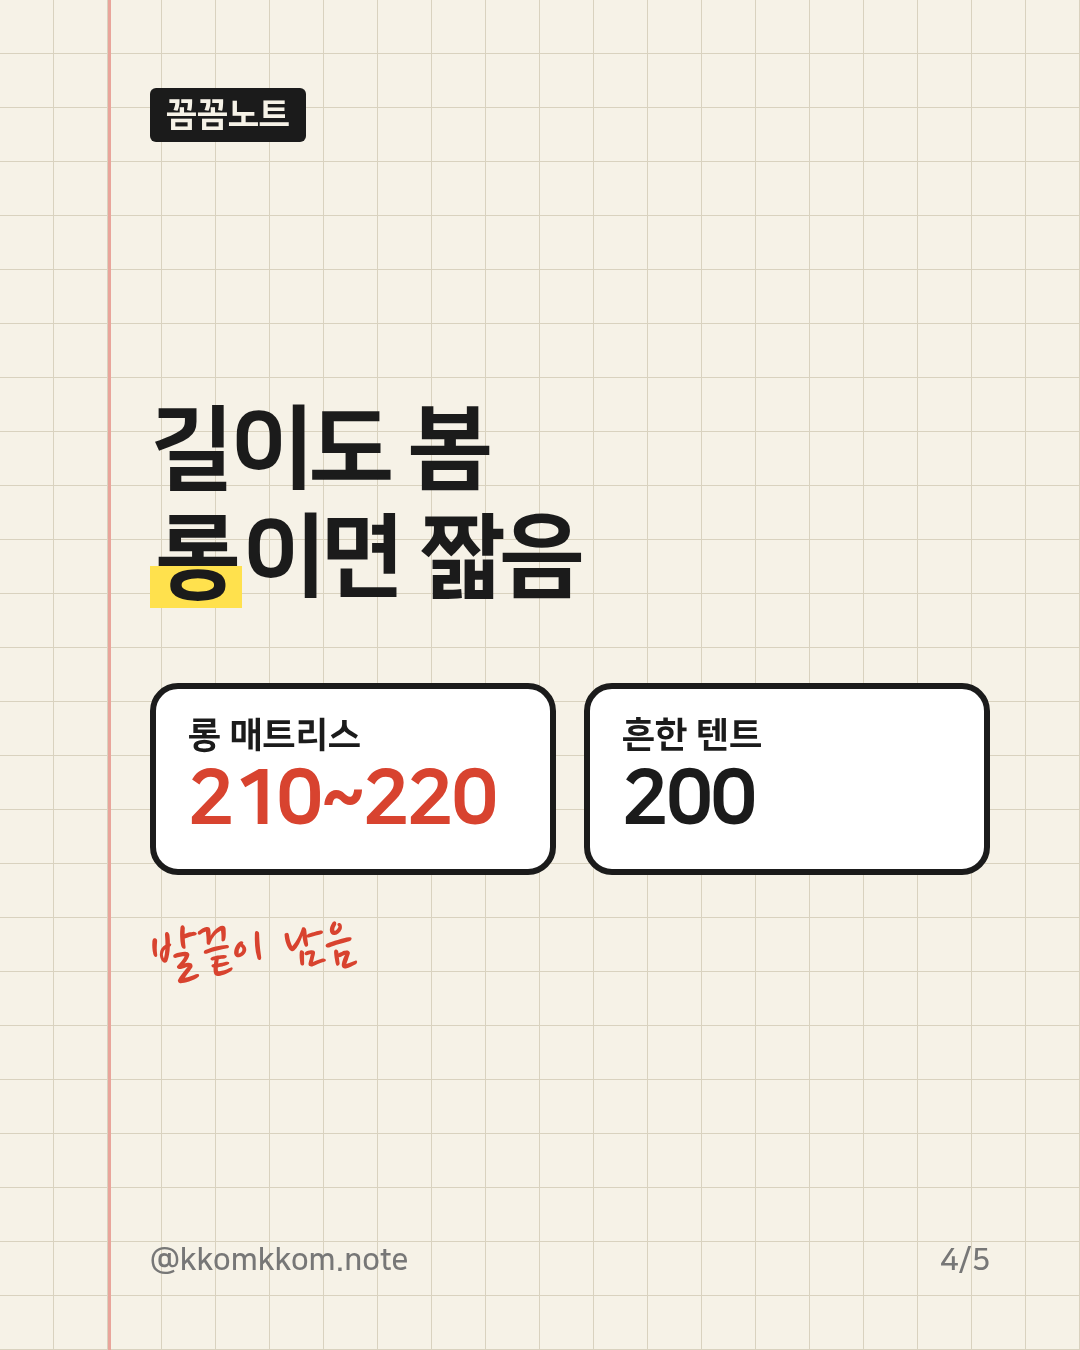 꼼꼼노트
길이도 봄
롱이면 짧음
롱 매트리스
210~220
흔한 텐트
200
발끝이 남음
@kkomkkom.note
4/5